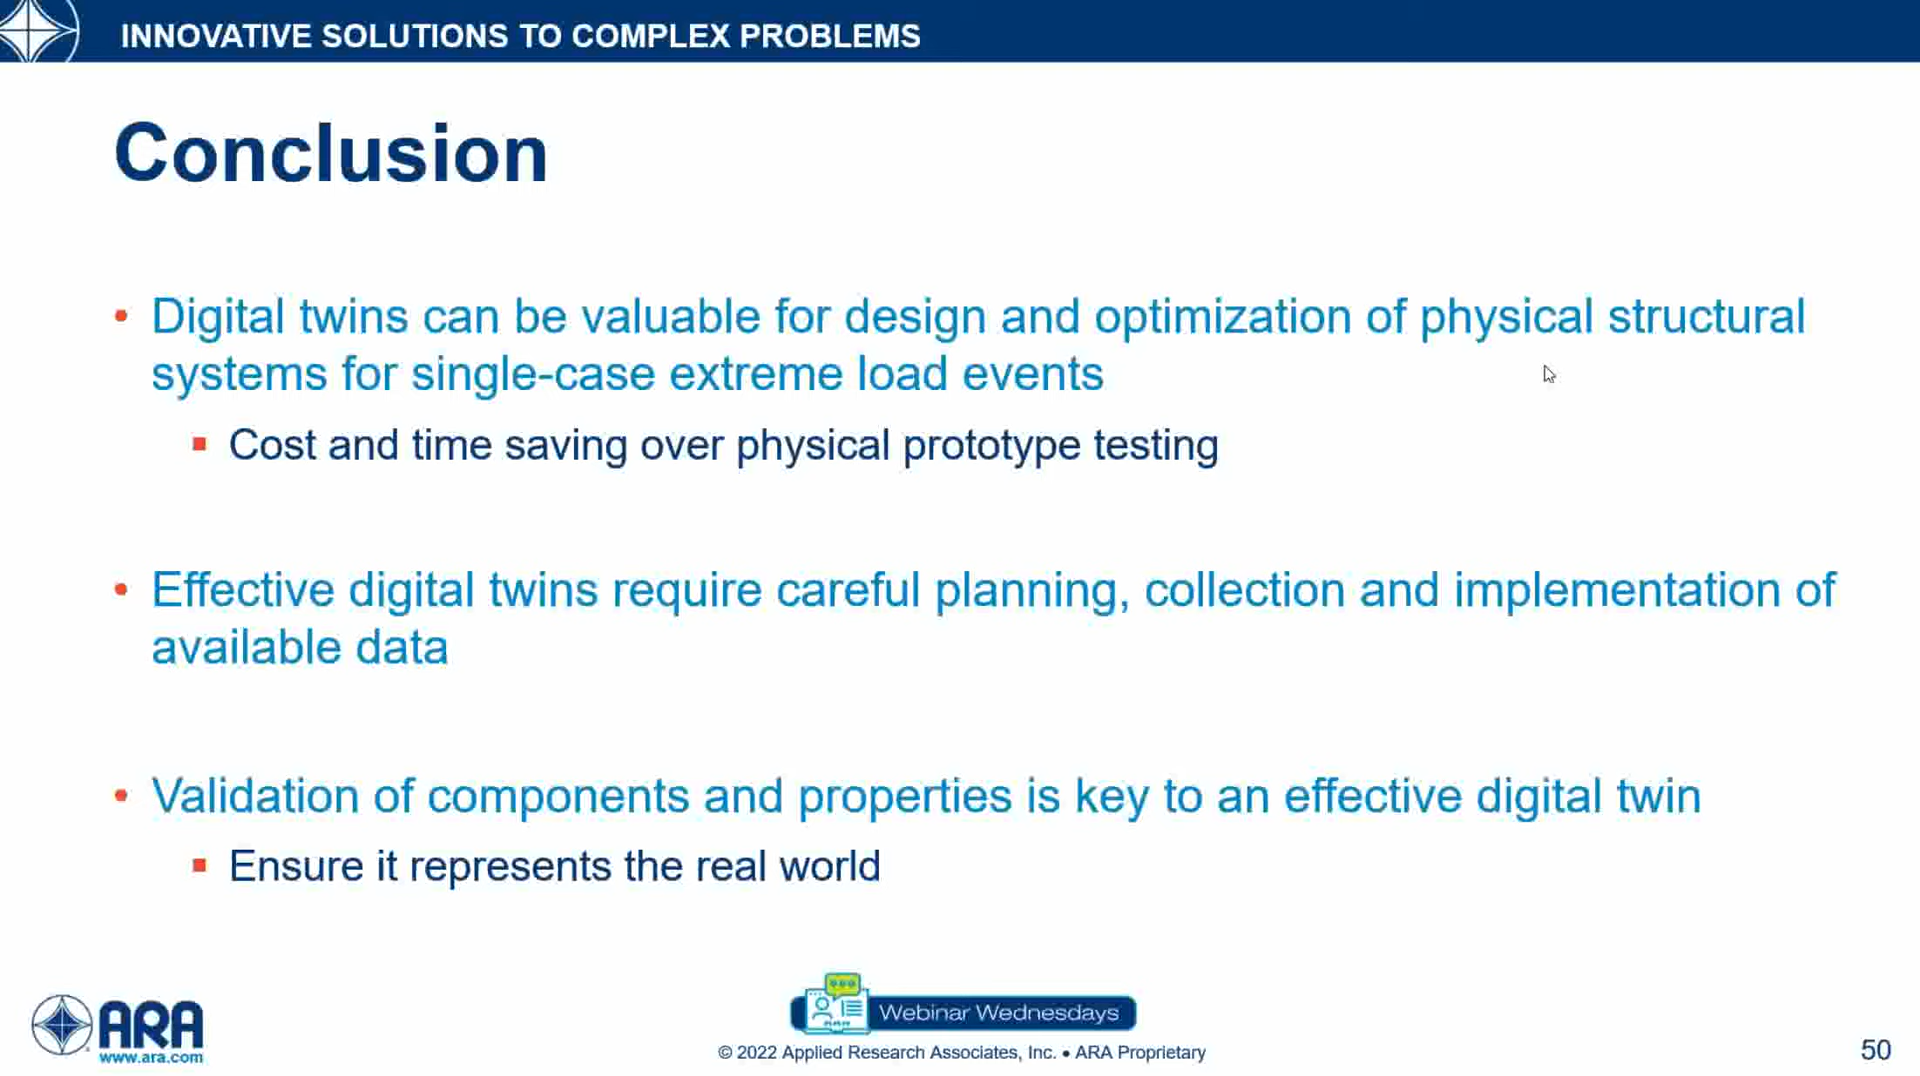 INNOVATIVE SOLUTIONS TO COMPLEX PROBLEMS
Conclusion
• Digital twins can be valuable for design and optimization of physical structural
systems for single-case extreme load events
▪ Cost and time saving over physical prototype testing
• Effective digital twins require careful planning, collection and implementation of
available data
• Validation of components and properties is key to an effective digital twin
▪ Ensure it represents the real world
ARA
www.ara.com
Webinar Wednesdays
© 2022 Applied Research Associates, Inc. • ARA Proprietary
50